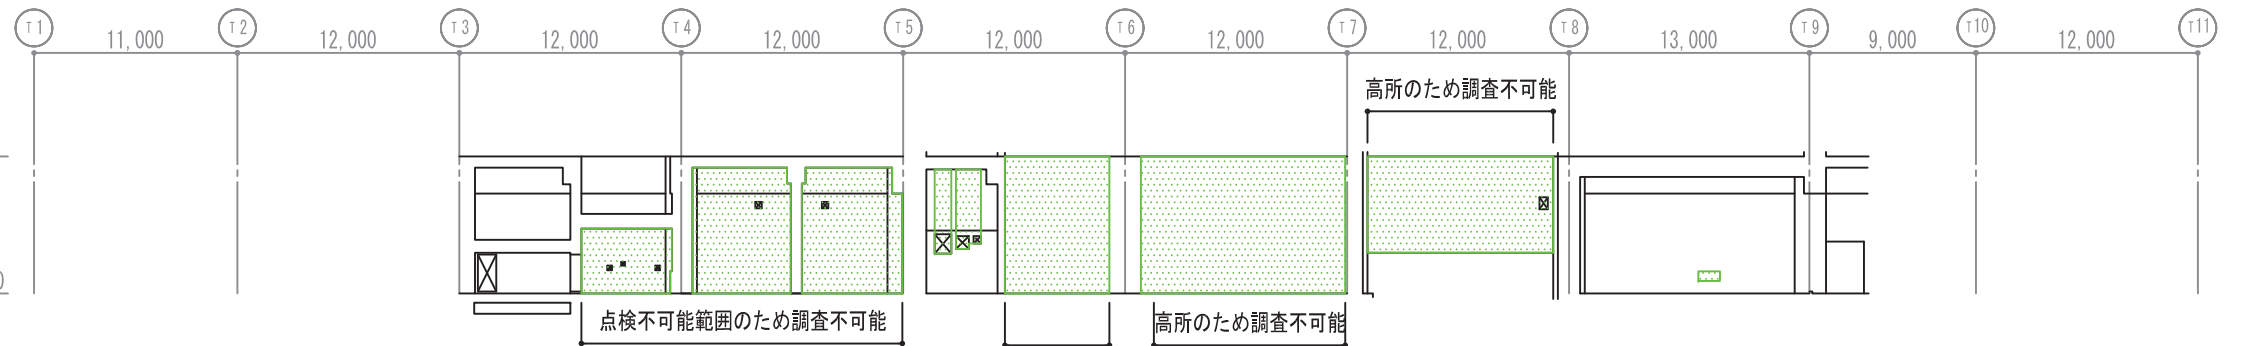 T1 T2 T3 T4 T5 T6 T7 T8 T9 T10 T11
11,000 12,000 12,000 12,000 12,000 12,000 12,000 13,000 9,000 12,000
高所のため調査不可能
点検不可能範囲のため調査不可能 高所のため調査不可能